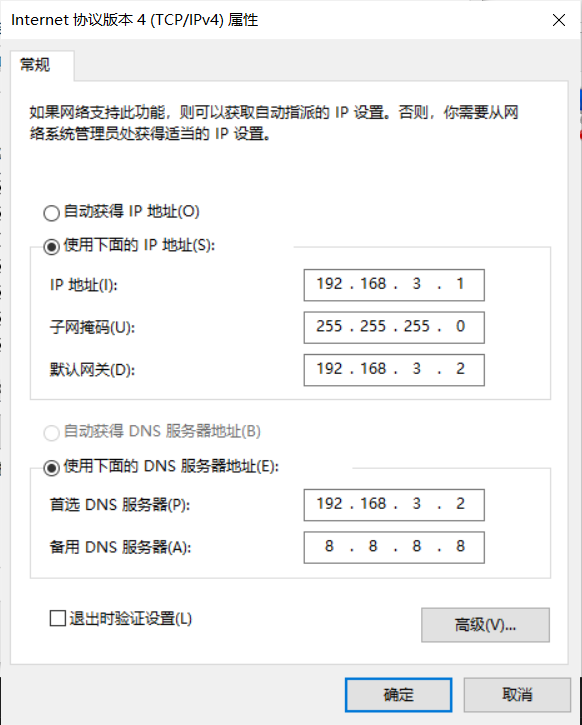 Internet 协议版本 4 (TCP/IPv4) 属性
常规
如果网络支持此功能，则可以获取自动指派的 IP 设置。否则，你需要从网
络系统管理员处获得适当的 IP 设置。
自动获得 IP 地址(O)
使用下面的 IP 地址(S):
IP 地址(I): 192 . 168 . 3 . 1
子网掩码(U): 255 . 255 . 255 . 0
默认网关(D): 192 . 168 . 3 . 2
自动获得 DNS 服务器地址(B)
使用下面的 DNS 服务器地址(E):
首选 DNS 服务器(P): 192 . 168 . 3 . 2
备用 DNS 服务器(A): 8 . 8 . 8 . 8
退出时验证设置(L)
高级(V)...
确定 取消